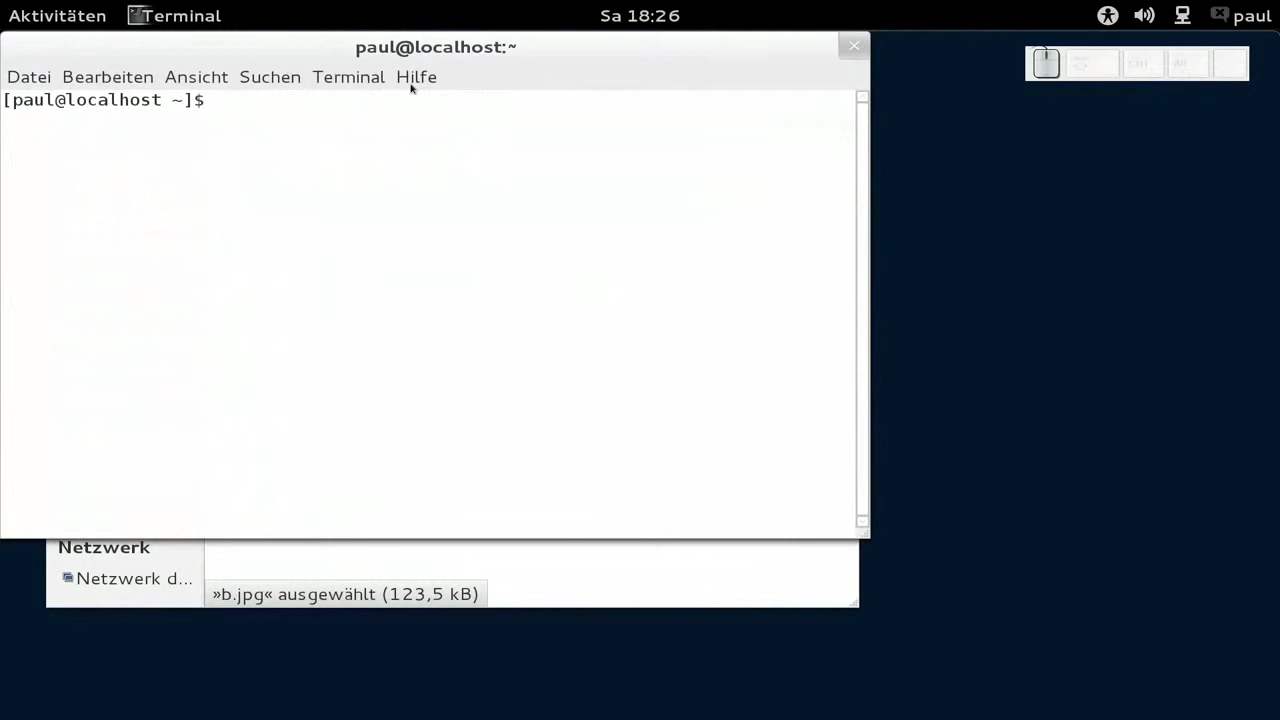 Aktivitäten Terminal Sa 18:26 paul
paul@localhost:~
Datei Bearbeiten Ansicht Suchen Terminal Hilfe
[paul@localhost ~]$
Netzwerk
Netzwerk d...
»b.jpg« ausgewählt (123,5 kB)